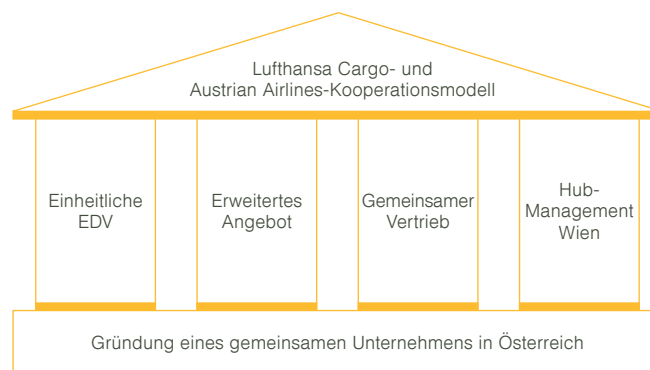 Lufthansa Cargo- und
Austrian Airlines-Kooperationsmodell
Einheitliche
EDV
Erweitertes
Angebot
Gemeinsamer
Vertrieb
Hub-
Management
Wien
Gründung eines gemeinsamen Unternehmens in Österreich